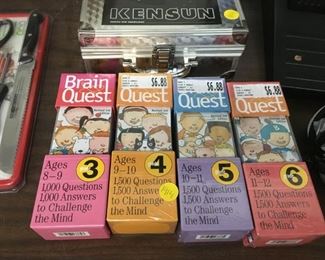 KENSUN
Brain
Quest
$6.88
Quest
$6.88
Quest
$6.88
Quest
Ages
8-9
3
1,000 Questions
1,000 Answers
to Challenge
the Mind
Ages
9-10
4
1,500 Questions
1,500 Answers
to Challenge
the Mind
Ages
10-11
5
1,500 Questions
1,500 Answers
to Challenge
the Mind
Ages
11-12
6
1,500 Questions
1,500 Answers
to Challenge
the Mind